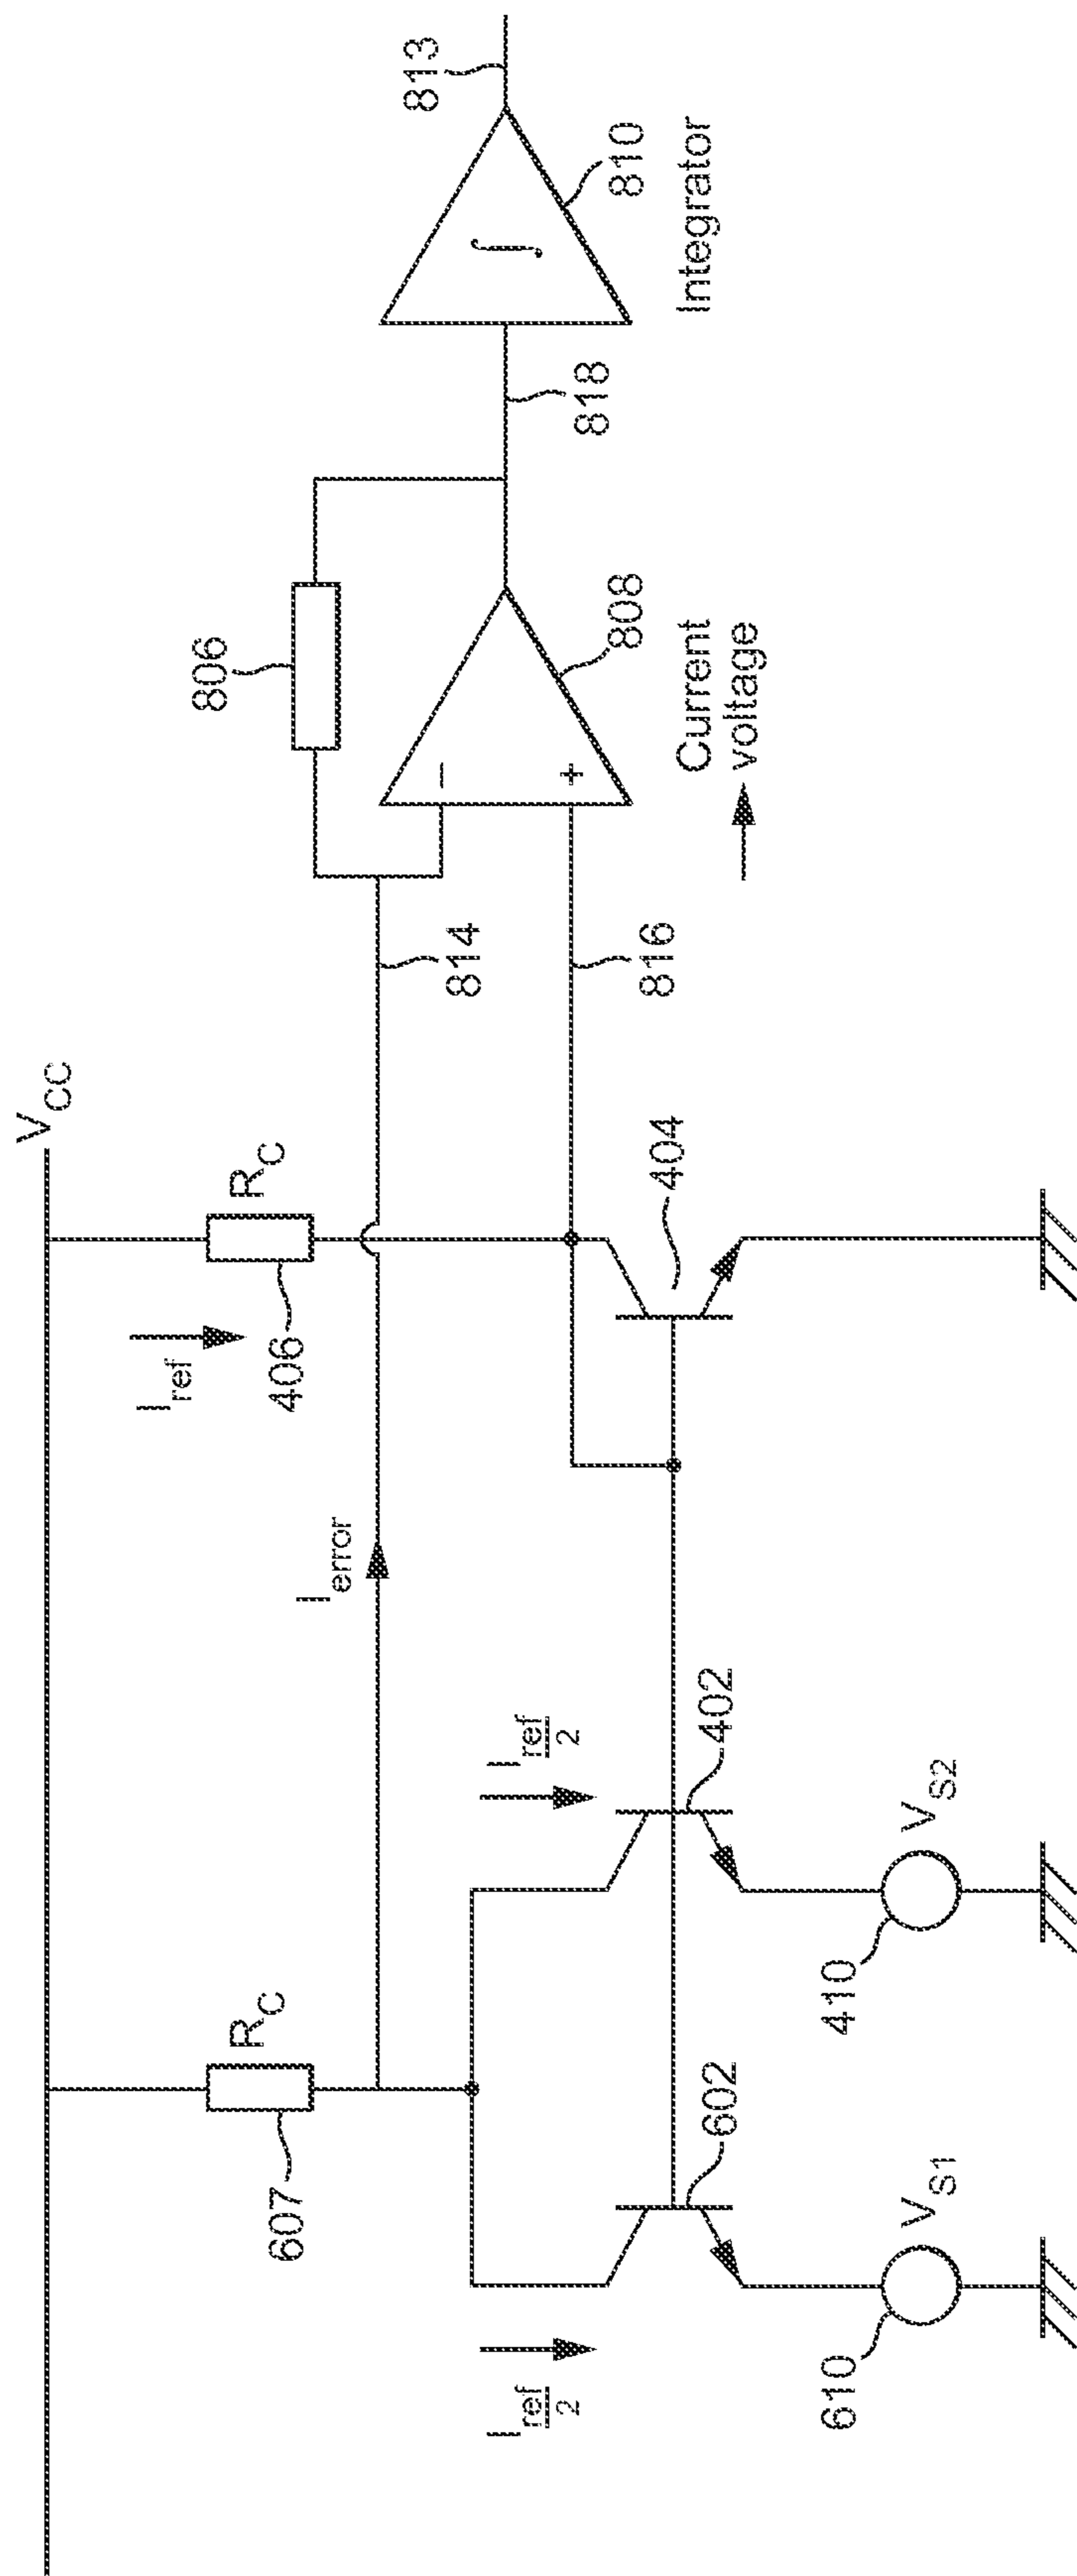 V_CC
R_C
607
R_C
406
I_ref
I_error
I_ref/2
I_ref/2
602
402
404
610
V_S1
410
V_S2
814
816
806
−
+
808
Current
voltage
818
∫
810
813
Integrator